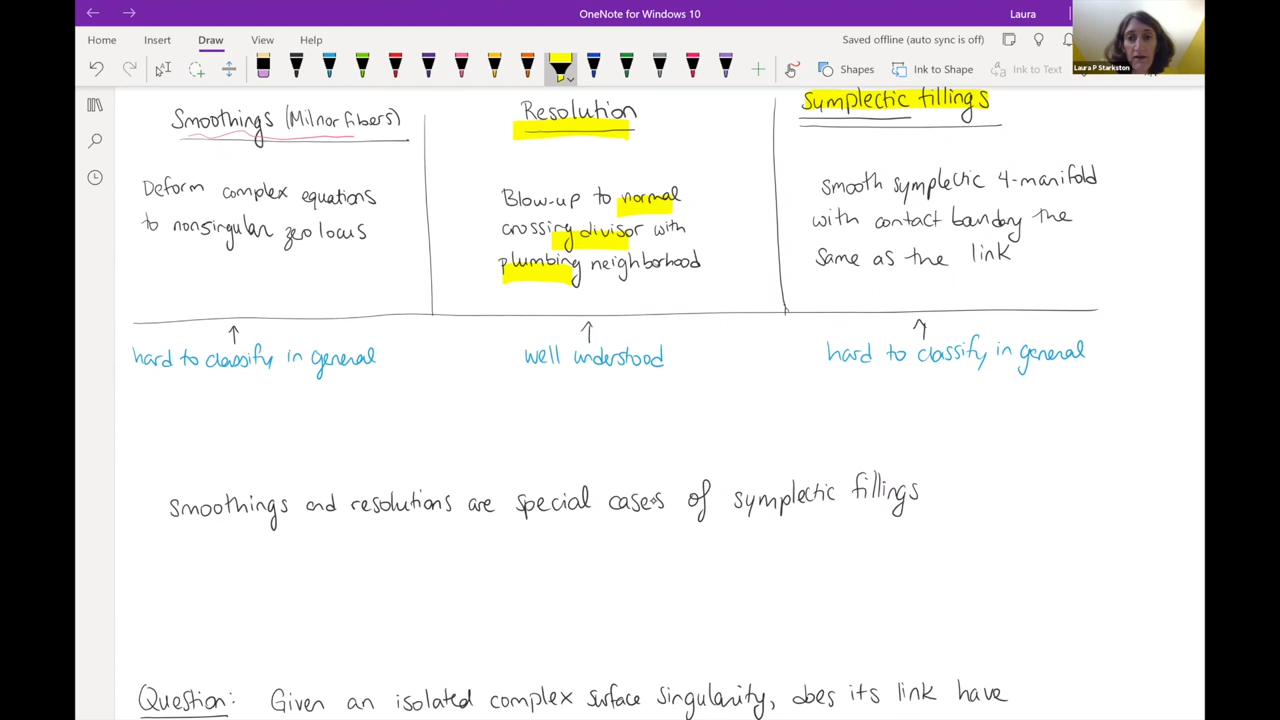 OneNote for Windows 10
Laura
Home Insert Draw View Help
Saved offline (auto sync is off)
Laura P Starkston
Shapes Ink to Shape Ink to Text
Smoothings (Milnor fibers)
Deform complex equations
to nonsingular zero locus
hard to classify in general
Resolution
Blow-up to normal
crossing divisor with
plumbing neighborhood
well understood
symplectic fillings
smooth symplectic 4-manifold
with contact boundary the
same as the link
hard to classify in general
smoothings and resolutions are special cases of symplectic fillings
Question: Given an isolated complex surface singularity, does its link have